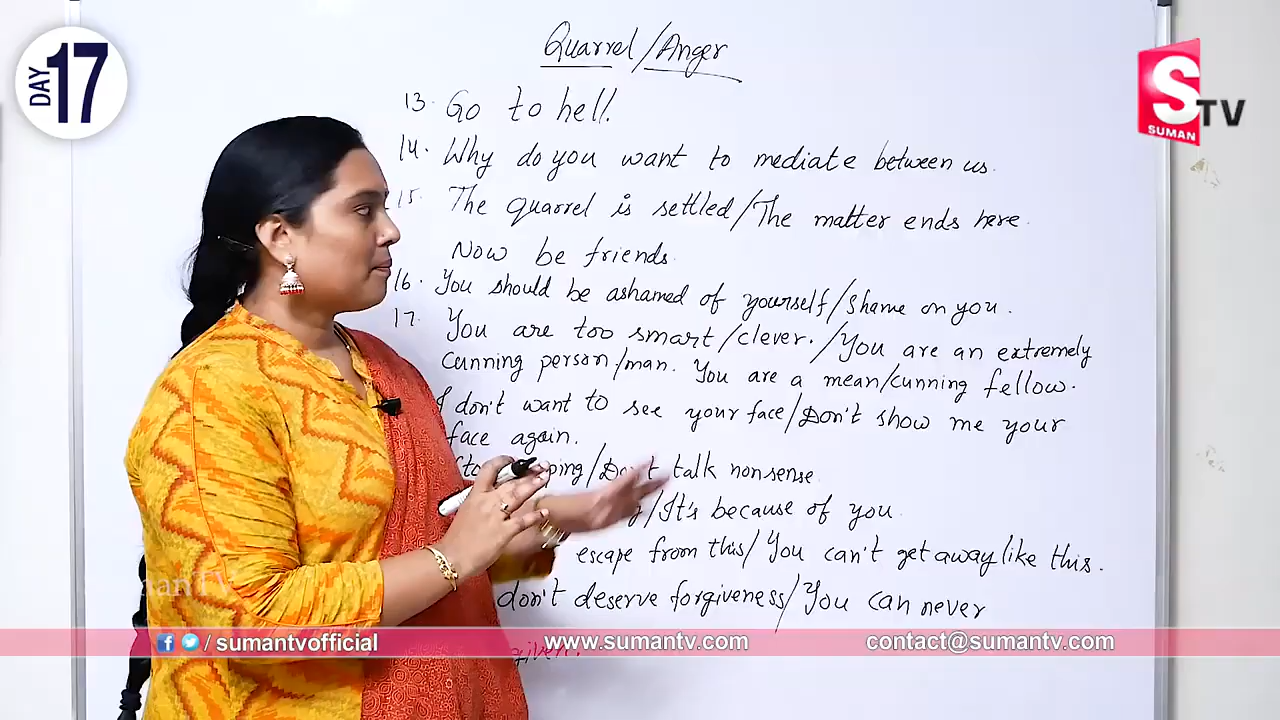 DAY 17
Quarrel/Anger
S TV
SUMAN
13. Go to hell.
14. Why do you want to mediate between us.
15. The quarrel is settled/The matter ends here.
Now be friends.
16. You should be ashamed of yourself/Shame on you.
17. You are too smart/clever./You are an extremely
cunning person/man. You are a mean/cunning fellow.
I don't want to see your face/Don't show me your
face again.
talk nonsense.
/It's because of you.
escape from this/You can't get away like this.
don't deserve forgiveness/You can never
given.
/sumantvofficial
www.sumantv.com
contact@sumantv.com